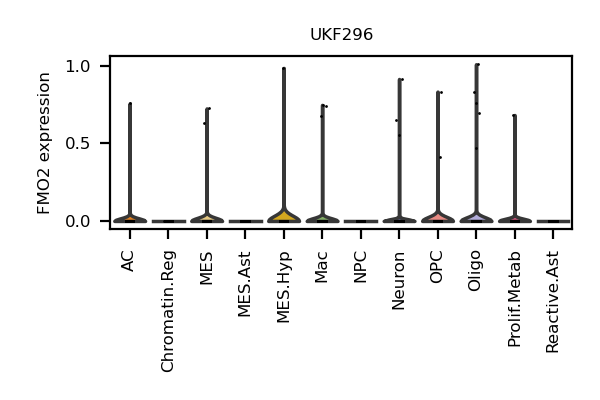 UKF296
FMO2 expression
1.0
0.5
0.0
AC
Chromatin.Reg
MES
MES.Ast
MES.Hyp
Mac
NPC
Neuron
OPC
Oligo
Prolif.Metab
Reactive.Ast